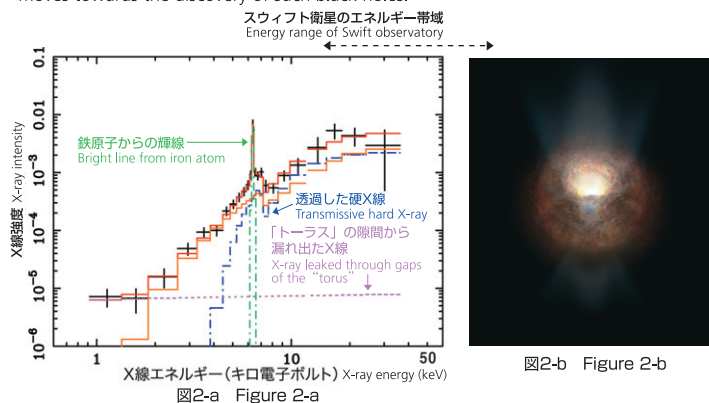 moves towards the discovery of such black holes.
スウィフト衛星のエネルギー帯域
Energy range of Swift observatory
0.1
0.01
10⁻³
10⁻⁴
10⁻⁵
10⁻⁶
X線強度 X-ray intensity
鉄原子からの輝線
Bright line from iron atom
透過した硬X線
Transmissive hard X-ray
「トーラス」の隙間から
漏れ出たX線
X-ray leaked through gaps
of the “torus”
1
10
50
X線エネルギー(キロ電子ボルト) X-ray energy (keV)
図2-a Figure 2-a
図2-b Figure 2-b